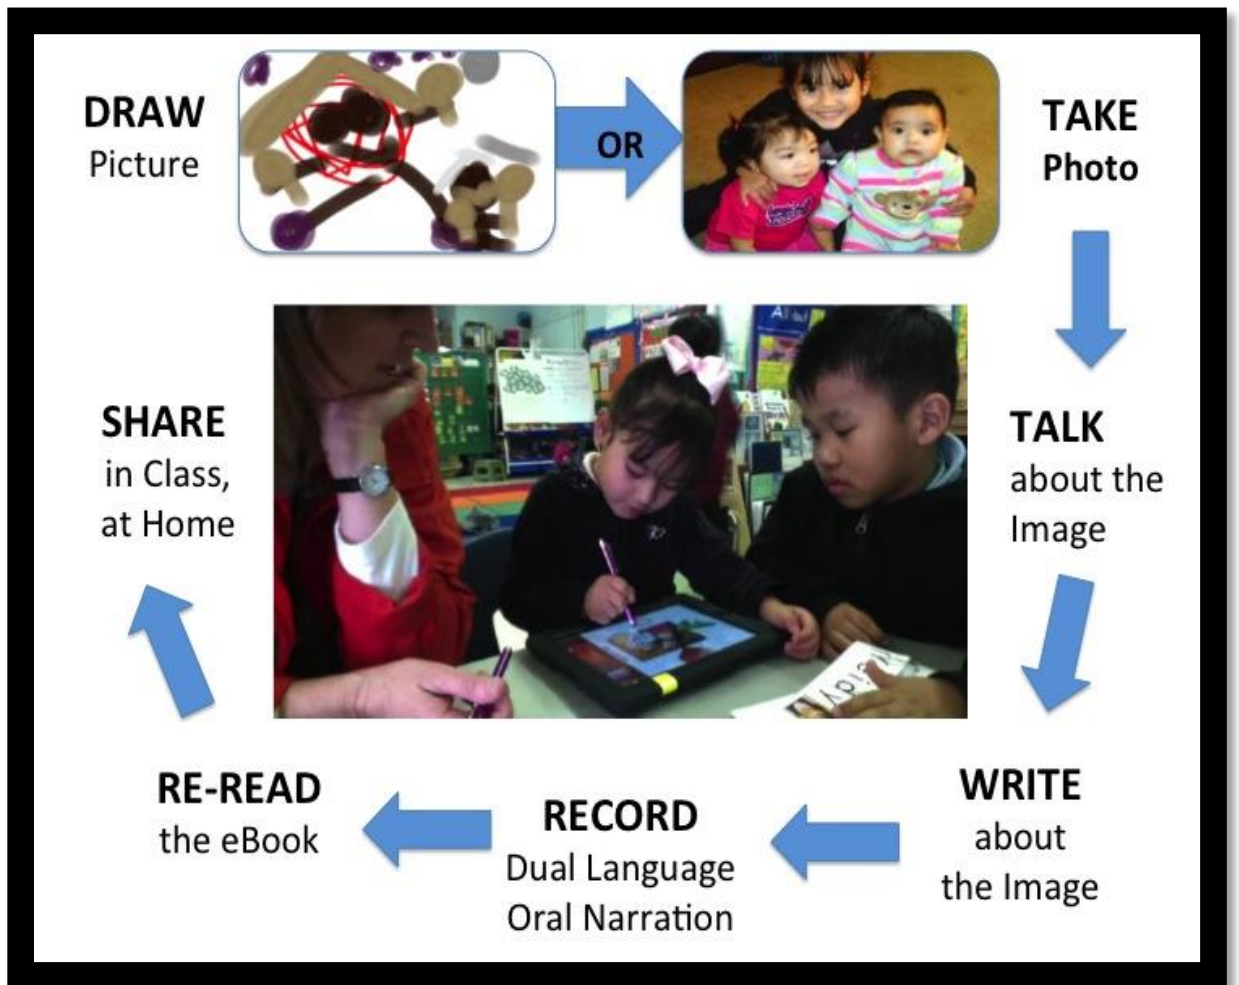 DRAW
Picture
OR
TAKE
Photo
TALK
about the
Image
WRITE
about
the Image
RECORD
Dual Language
Oral Narration
RE-READ
the eBook
SHARE
in Class,
at Home
All